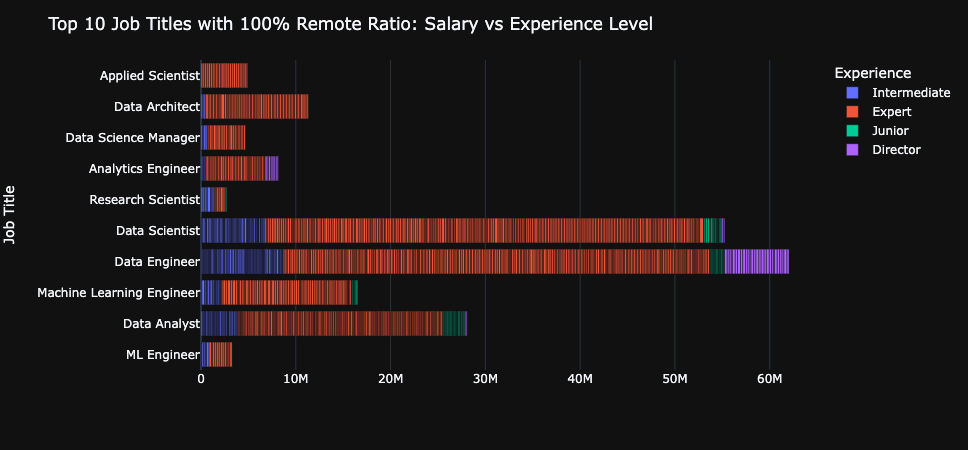 Top 10 Job Titles with 100% Remote Ratio: Salary vs Experience Level
Experience
Intermediate
Expert
Junior
Director
Job Title
Applied Scientist
Data Architect
Data Science Manager
Analytics Engineer
Research Scientist
Data Scientist
Data Engineer
Machine Learning Engineer
Data Analyst
ML Engineer
0 10M 20M 30M 40M 50M 60M